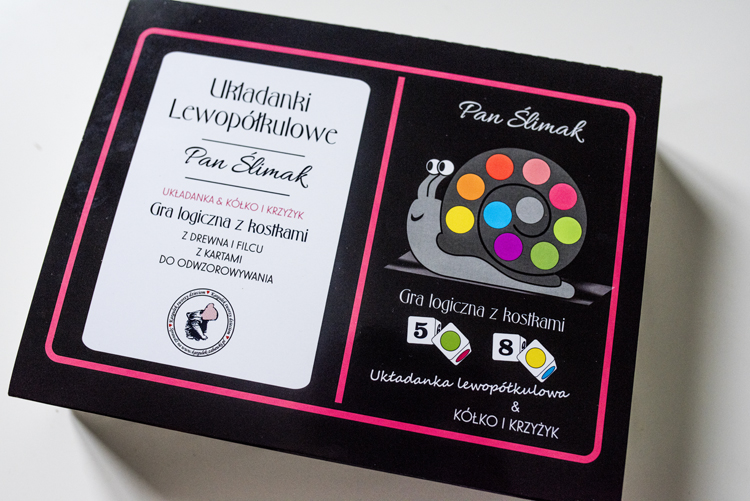 Układanki
Lewopółkulowe
Pan Ślimak
UKŁADANKA & KÓŁKO I KRZYŻYK
Gra logiczna z kostkami
Z DREWNA I FILCU
Z KARTAMI
DO ODWZOROWYWANIA
Pan Ślimak
Gra logiczna z kostkami
5 8
Układanka lewopółkulowa
&
KÓŁKO I KRZYŻYK